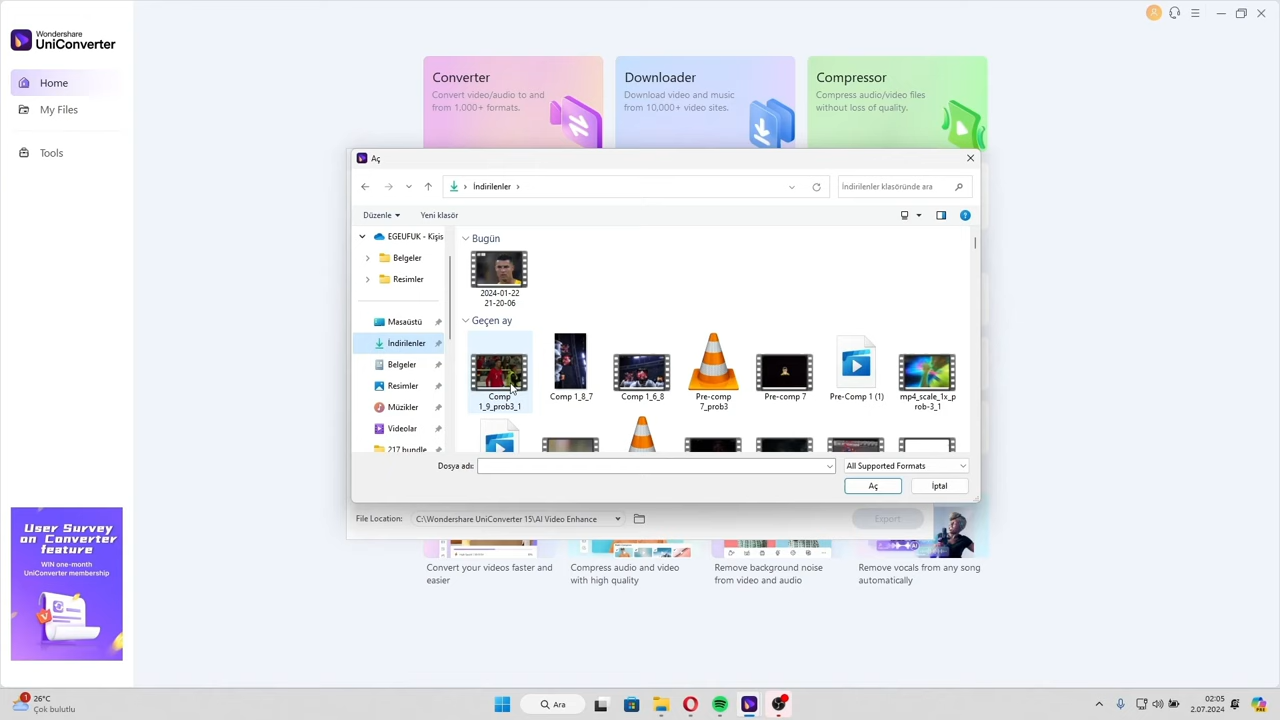 Wondershare
UniConverter
Home
My Files
Tools
Converter
Convert video/audio to and
from 1,000+ formats.
Downloader
Download video and music
from 10,000+ video sites.
Compressor
Compress audio/video files
without loss of quality.
Aç
İndirilenler
İndirilenler klasöründe ara
Düzenle
Yeni klasör
EGEUFUK - Kişis
Belgeler
Resimler
Masaüstü
İndirilenler
Belgeler
Resimler
Müzikler
Videolar
217 bundle
Bugün
2024-01-22
21-20-06
Geçen ay
Comp
1_9_prob3_1
Comp 1_8_7
Comp 1_6_8
Pre-comp
7_prob3
Pre-comp 7
Pre-Comp 1 (1)
mp4_scale_1x_p
rob-3_1
Dosya adı:
All Supported Formats
Aç
İptal
File Location:
C:\Wondershare UniConverter 15\AI Video Enhance
Export
Convert your videos faster and
easier
Compress audio and video
with high quality
Remove background noise
from video and audio
Remove vocals from any song
automatically
User Survey
on Converter
feature
WIN one-month
UniConverter membership
1
26°C
Çok bulutlu
Ara
02:05
2.07.2024